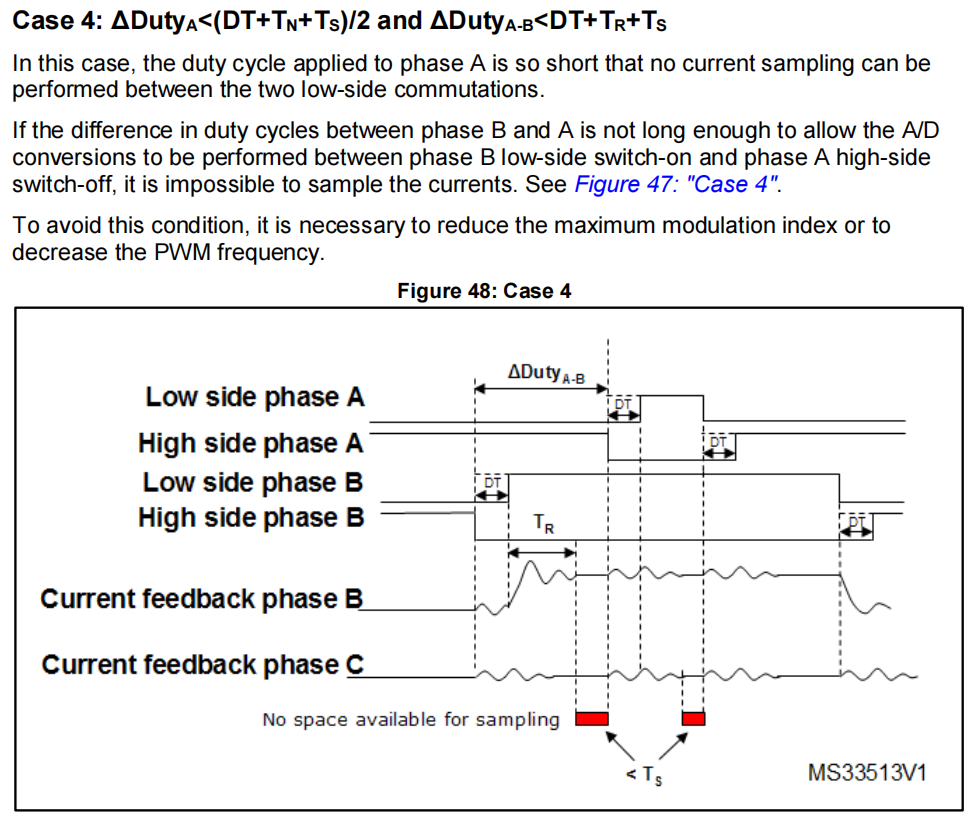 Case 4: ΔDutyA<(DT+TN+TS)/2 and ΔDutyA-B<DT+TR+TS
In this case, the duty cycle applied to phase A is so short that no current sampling can be
performed between the two low-side commutations.
If the difference in duty cycles between phase B and A is not long enough to allow the A/D
conversions to be performed between phase B low-side switch-on and phase A high-side
switch-off, it is impossible to sample the currents. See Figure 47: "Case 4".
To avoid this condition, it is necessary to reduce the maximum modulation index or to
decrease the PWM frequency.
Figure 48: Case 4
ΔDutyA-B
Low side phase A
DT
High side phase A
DT
Low side phase B
DT
High side phase B
TR
DT
Current feedback phase B
Current feedback phase C
No space available for sampling
< TS
MS33513V1